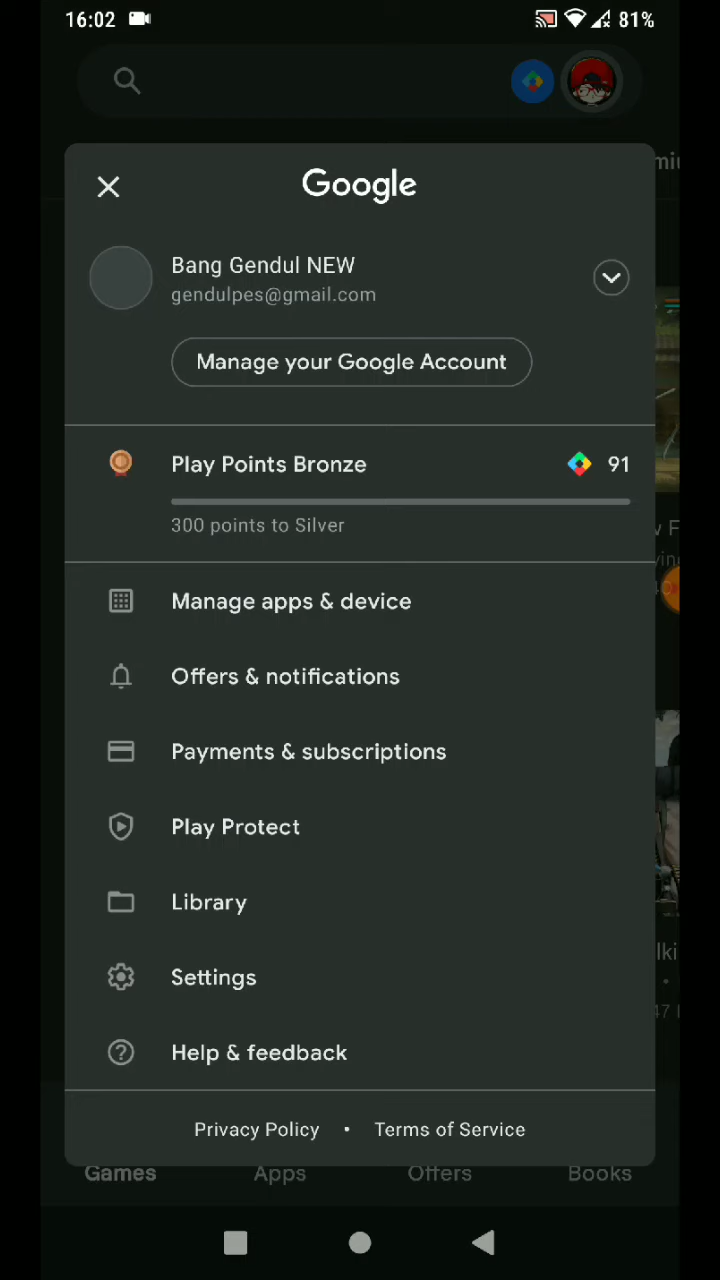 16:02
81%
Google
Bang Gendul NEW
gendulpes@gmail.com
Manage your Google Account
Play Points Bronze
91
300 points to Silver
Manage apps & device
Offers & notifications
Payments & subscriptions
Play Protect
Library
Settings
Help & feedback
Privacy Policy • Terms of Service
Games
Apps
Offers
Books